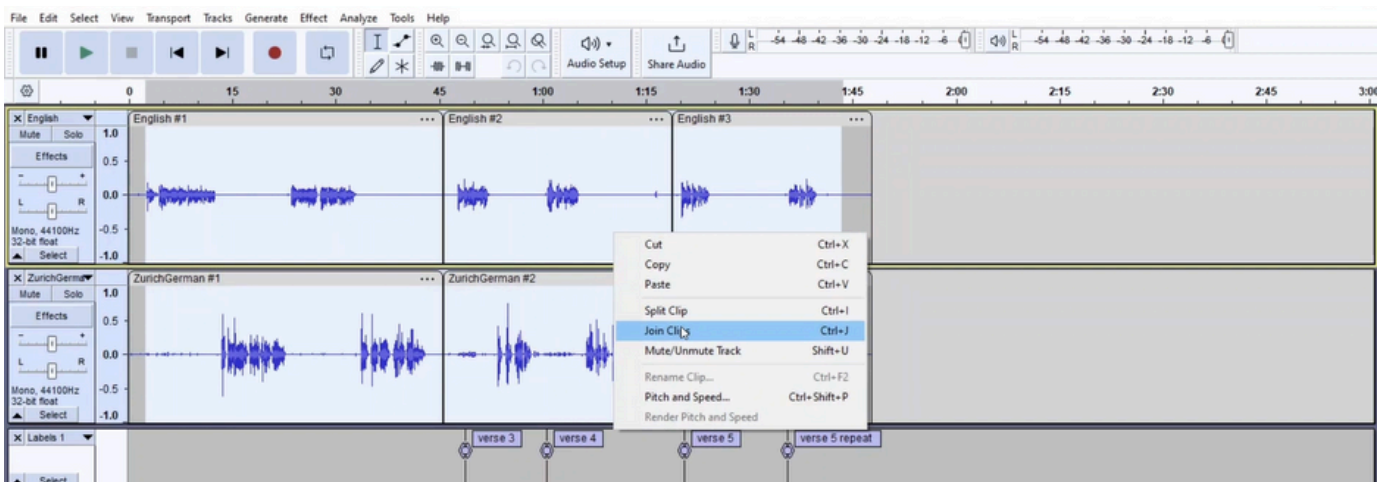 File Edit Select View Transport Tracks Generate Effect Analyze Tools Help
Audio Setup
Share Audio
L
R
-54 -48 -42 -36 -30 -24 -18 -12 -6
L
R
-54 -48 -42 -36 -30 -24 -18 -12 -6
0 15 30 45 1:00 1:15 1:30 1:45 2:00 2:15 2:30 2:45 3:00
English
Mute Solo
Effects
- +
L R
Mono, 44100Hz
32-bit float
Select
1.0
0.5
0.0
-0.5
-1.0
English #1 ... English #2 ... English #3 ...
Cut Ctrl+X
Copy Ctrl+C
Paste Ctrl+V
Split Clip Ctrl+I
Join Clips Ctrl+J
Mute/Unmute Track Shift+U
Rename Clip... Ctrl+F2
Pitch and Speed... Ctrl+Shift+P
Render Pitch and Speed
ZurichGerma
Mute Solo
Effects
- +
L R
Mono, 44100Hz
32-bit float
Select
1.0
0.5
0.0
-0.5
-1.0
ZurichGerman #1 ... ZurichGerman #2
Labels 1
Select
verse 3 verse 4 verse 5 verse 5 repeat